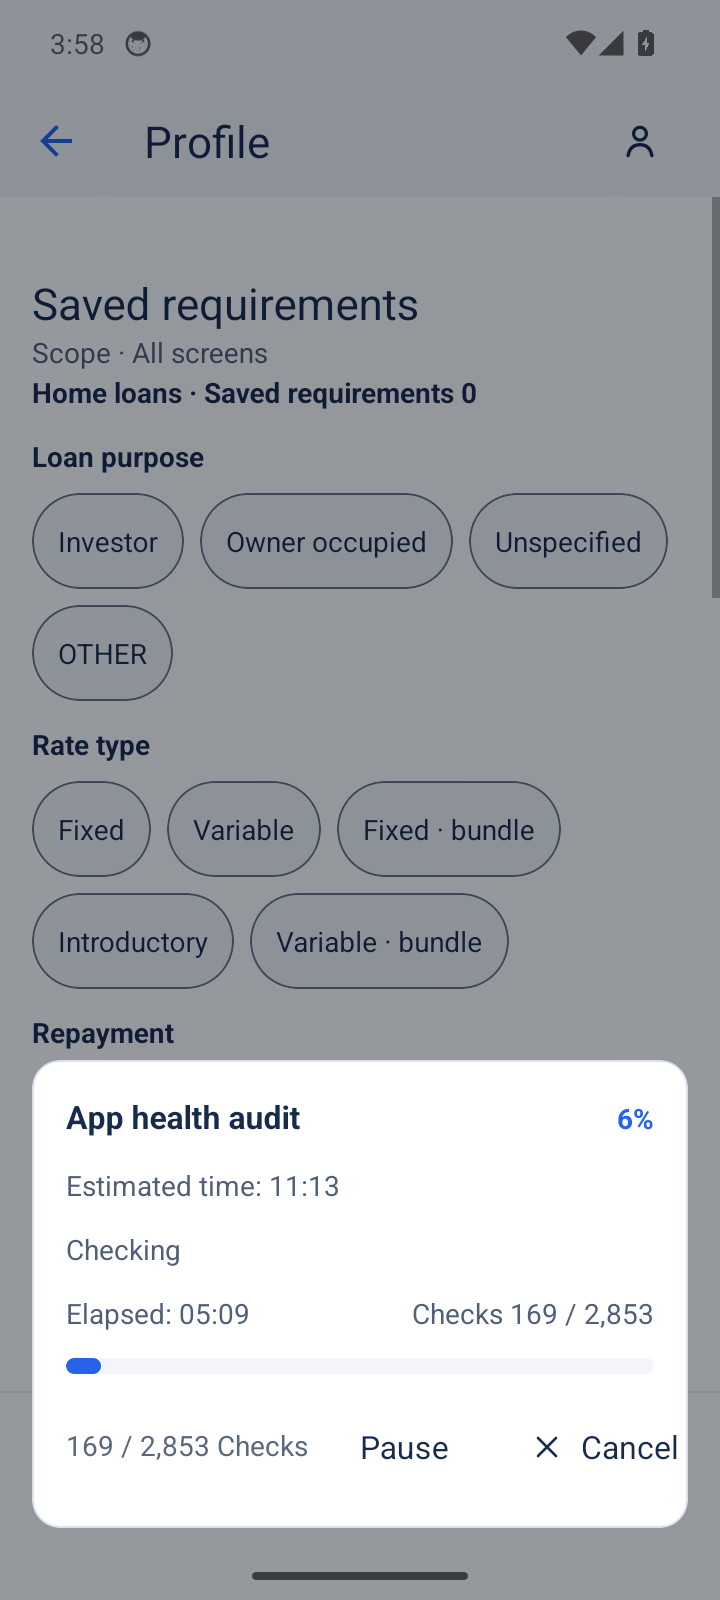 3:58
Profile
Saved requirements
Scope · All screens
Home loans · Saved requirements 0
Loan purpose
Investor Owner occupied Unspecified
OTHER
Rate type
Fixed Variable Fixed · bundle
Introductory Variable · bundle
Repayment
App health audit 6%
Estimated time: 11:13
Checking
Elapsed: 05:09 Checks 169 / 2,853
169 / 2,853 Checks Pause Cancel